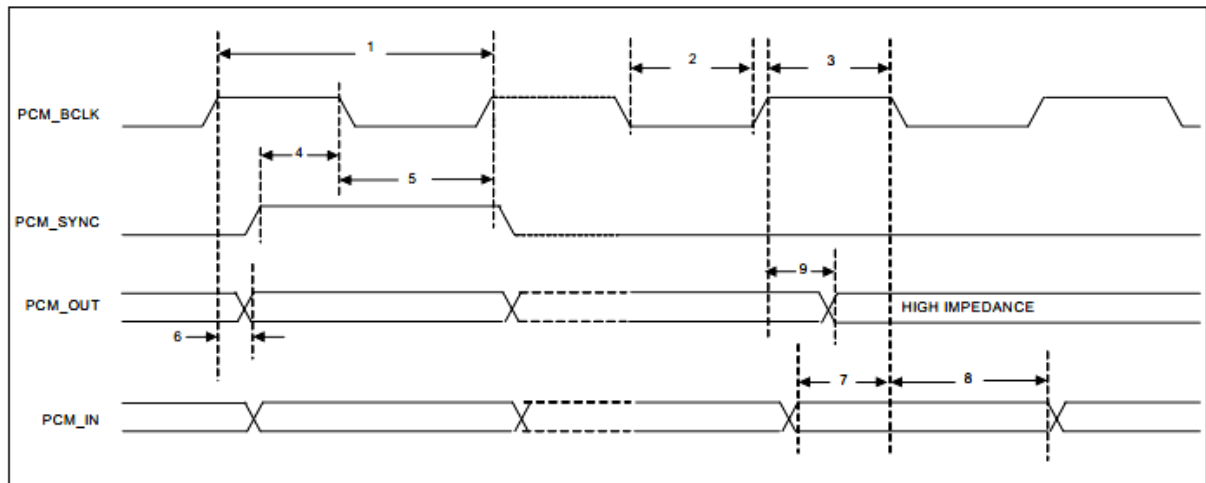 1
2
3
PCM_BCLK
4
5
PCM_SYNC
9
PCM_OUT
HIGH IMPEDANCE
6
7
8
PCM_IN